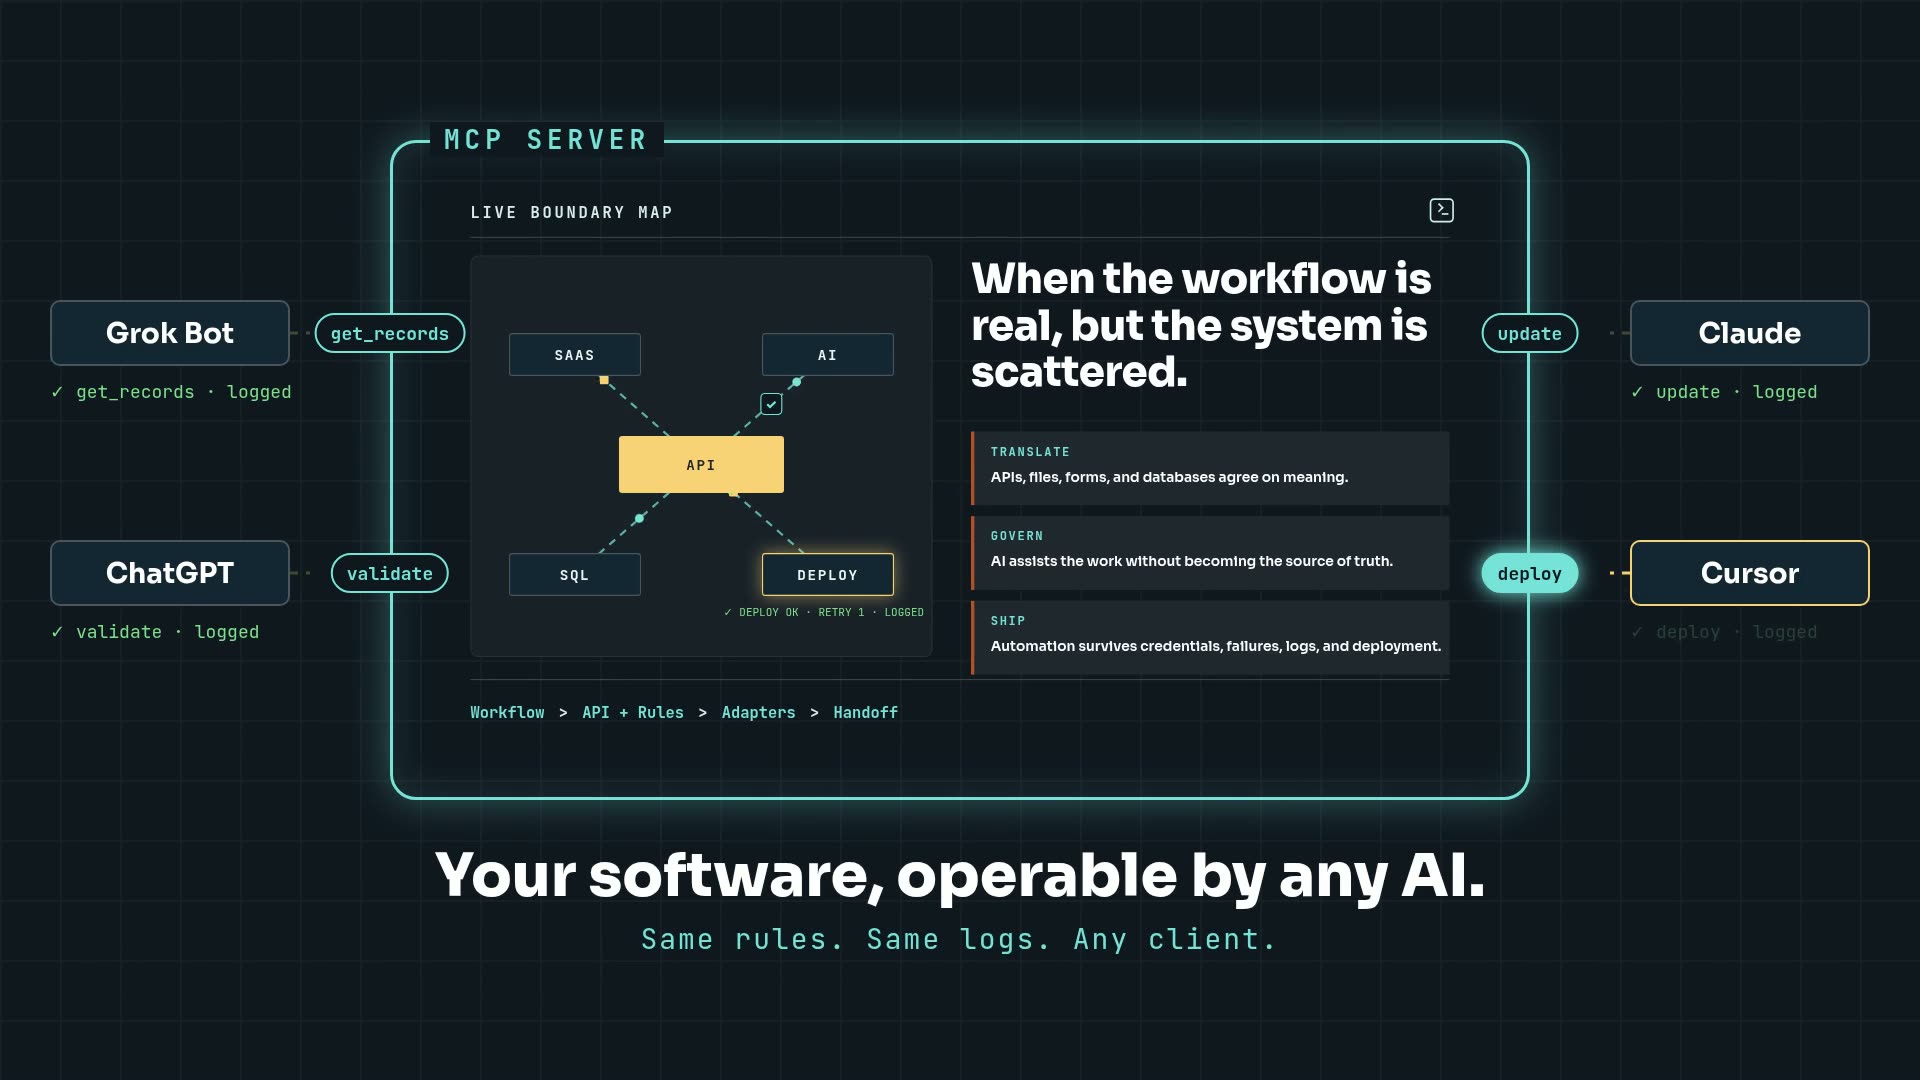 MCP SERVER
LIVE BOUNDARY MAP
Grok Bot
get_records
✓ get_records · logged
ChatGPT
validate
✓ validate · logged
SAAS
AI
API
SQL
DEPLOY
✓ DEPLOY OK · RETRY 1 · LOGGED
When the workflow is
real, but the system is
scattered.
TRANSLATE
APIs, files, forms, and databases agree on meaning.
GOVERN
AI assists the work without becoming the source of truth.
SHIP
Automation survives credentials, failures, logs, and deployment.
Workflow > API + Rules > Adapters > Handoff
update
Claude
✓ update · logged
deploy
Cursor
✓ deploy · logged
Your software, operable by any AI.
Same rules. Same logs. Any client.